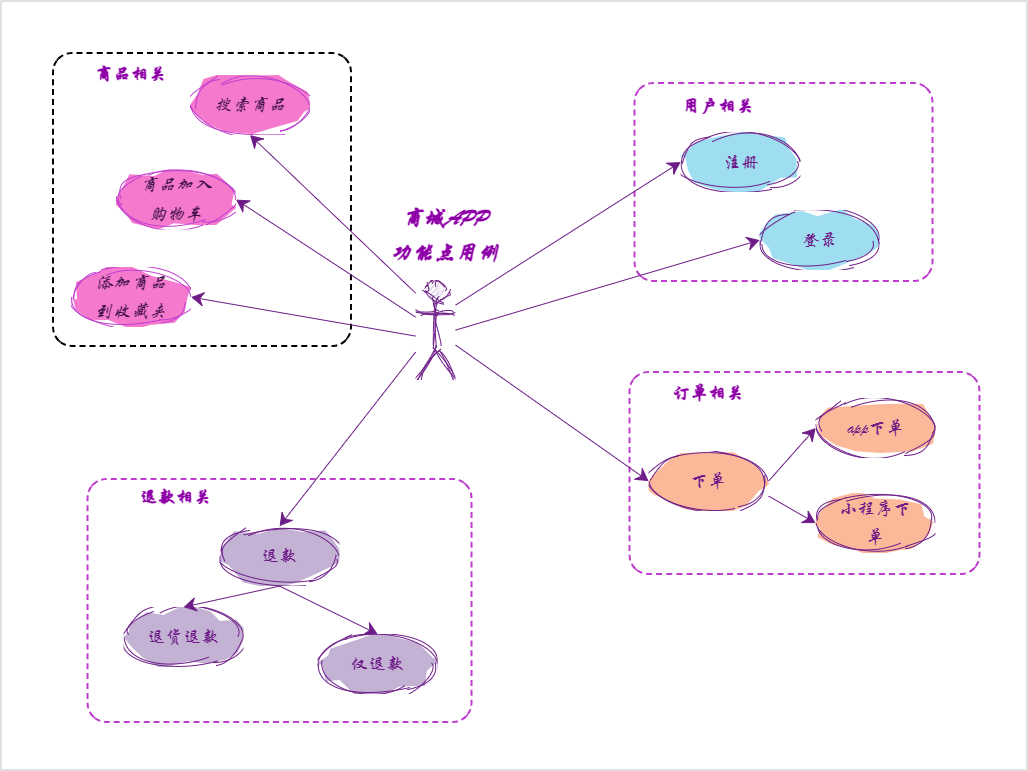 商品相关
搜索商品
商品加入
购物车
添加商品
到收藏夹
商城APP
功能点用例
用户相关
注册
登录
订单相关
下单
app下单
小程序下
单
退款相关
退款
退货退款
仅退款